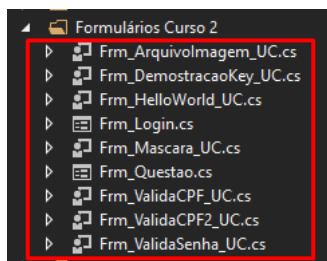 Formulários Curso 2
Frm_ArquivoImagem_UC.cs
Frm_DemostracaoKey_UC.cs
Frm_HelloWorld_UC.cs
Frm_Login.cs
Frm_Mascara_UC.cs
Frm_Questao.cs
Frm_ValidaCPF_UC.cs
Frm_ValidaCPF2_UC.cs
Frm_ValidaSenha_UC.cs